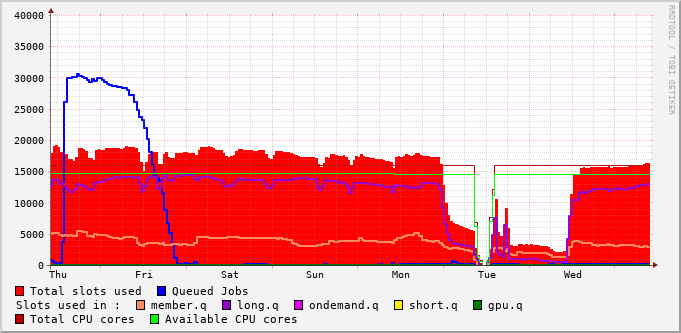 RRDTOOL / TOBI OETIKER
40000
35000
30000
25000
20000
15000
10000
5000
0
Thu Fri Sat Sun Mon Tue Wed
Total slots used Queued Jobs
Slots used in : member.q long.q ondemand.q short.q gpu.q
Total CPU cores Available CPU cores